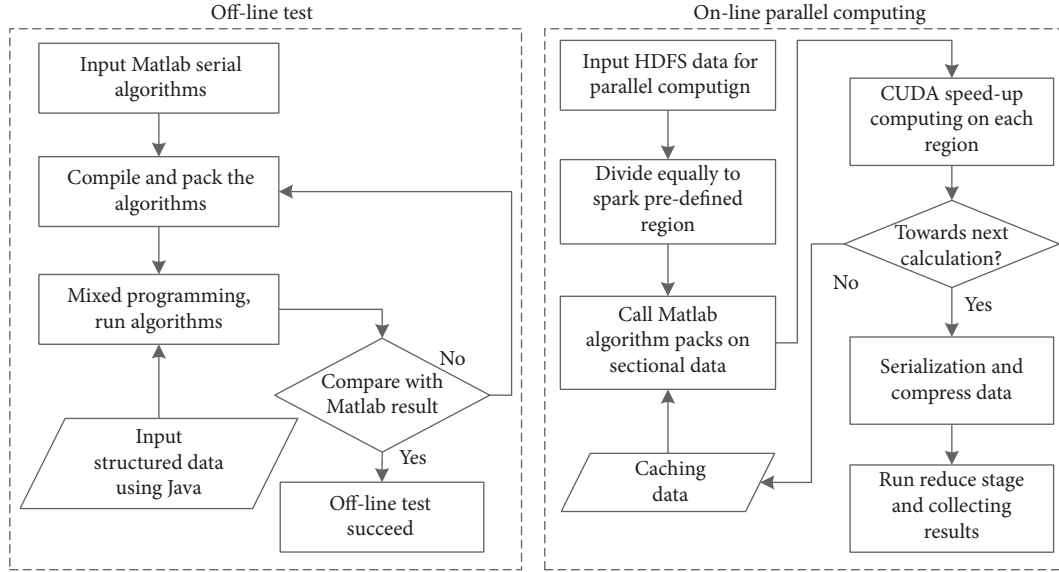 Off-line test
Input Matlab serial
algorithms
Compile and pack the
algorithms
Mixed programming,
run algorithms
No
Compare with
Matlab result
Input
structured data
using Java
Yes
Off-line test
succeed
On-line parallel computing
Input HDFS data for
parallel computign
Divide equally to
spark pre-defined
region
Call Matlab
algorithm packs on
sectional data
Caching
data
CUDA speed-up
computing on each
region
Towards next
calculation?
No
Yes
Serialization and
compress data
Run reduce stage
and collecting
results